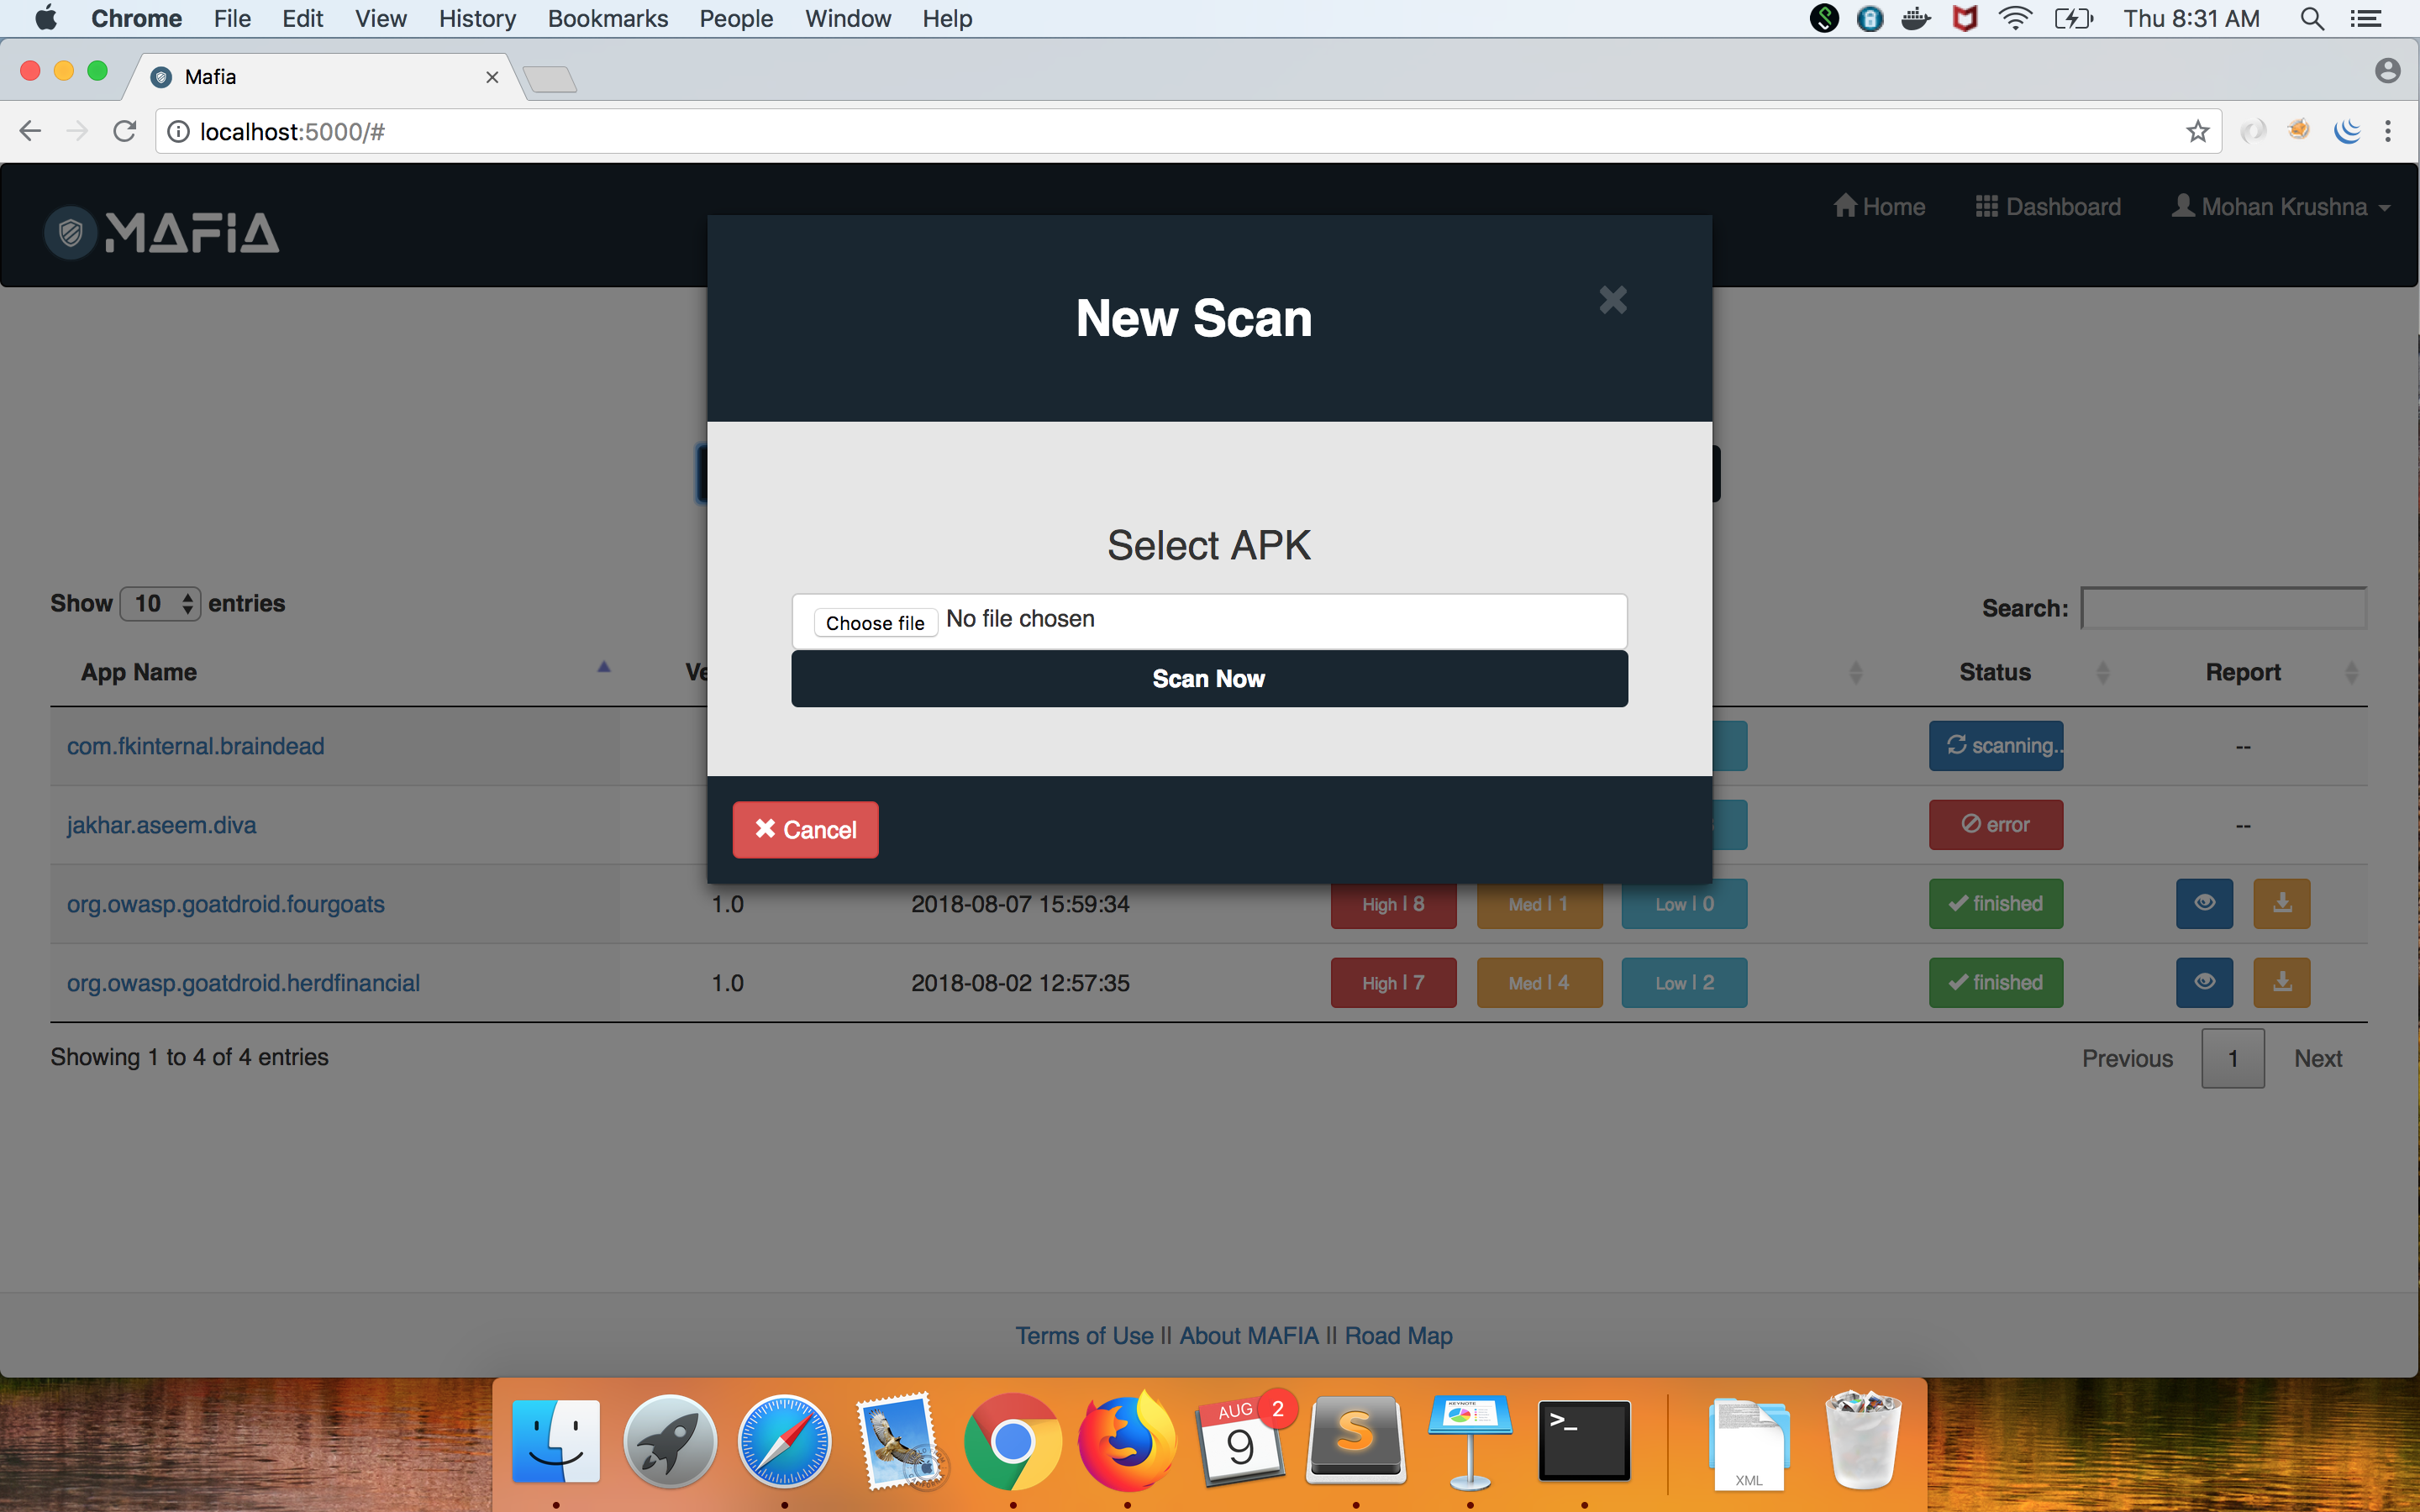 Chrome File Edit View History Bookmarks People Window Help Thu 8:31 AM
Mafia
localhost:5000/#
MAFIA
Home Dashboard Mohan Krushna
New Scan
Select APK
Choose file No file chosen
Scan Now
Cancel
Show 10 entries Search:
App Name Status Report
com.fkinternal.braindead scanning.. --
jakhar.aseem.diva error --
org.owasp.goatdroid.fourgoats 1.0 2018-08-07 15:59:34 High | 8 Med | 1 Low | 0 finished
org.owasp.goatdroid.herdfinancial 1.0 2018-08-02 12:57:35 High | 7 Med | 4 Low | 2 finished
Showing 1 to 4 of 4 entries Previous 1 Next
Terms of Use || About MAFIA || Road Map
AUG 2
9
KEYNOTE
>_
XML